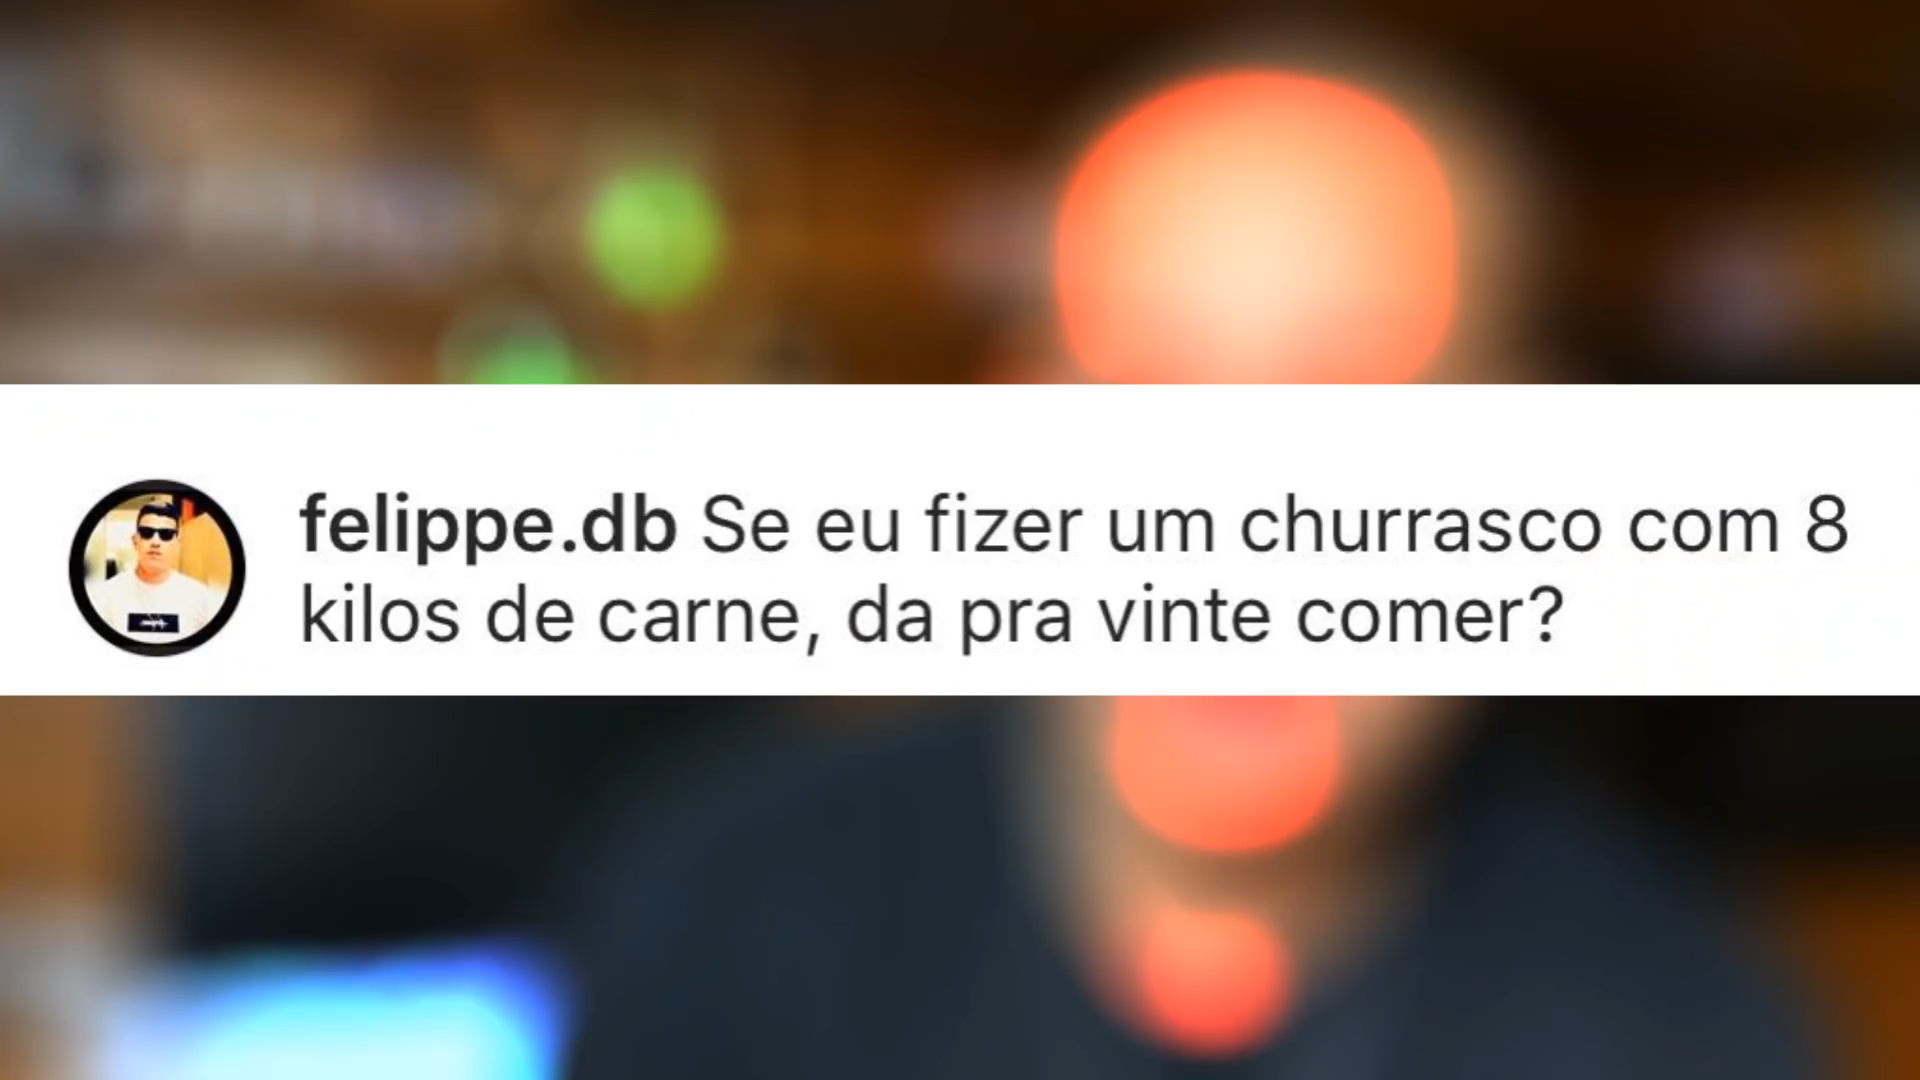 felippe.db Se eu fizer um churrasco com 8
kilos de carne, da pra vinte comer?